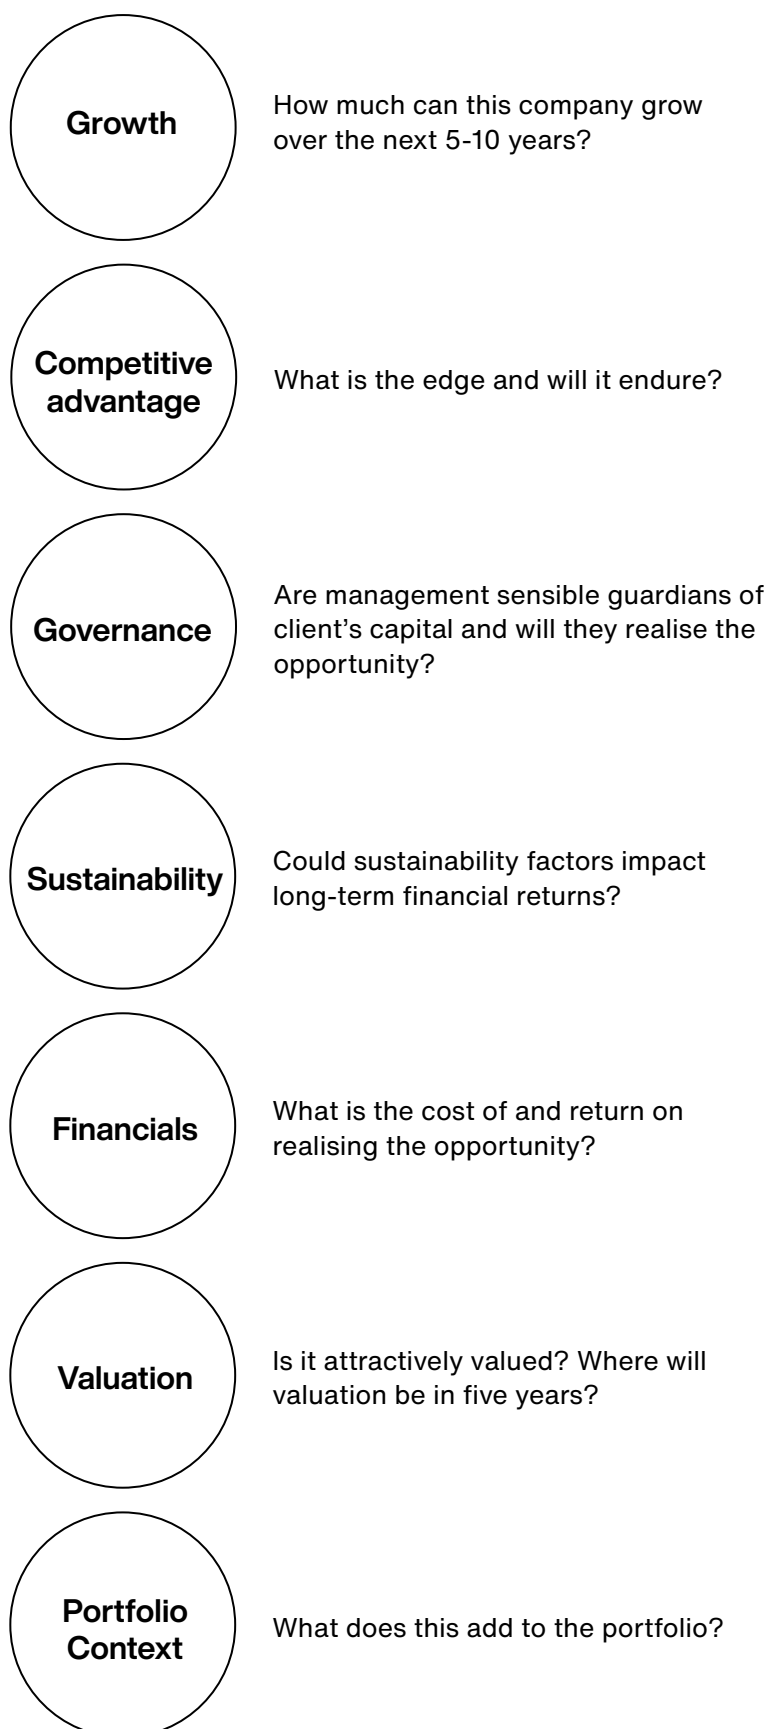 Growth
How much can this company grow
over the next 5-10 years?
Competitive
advantage
What is the edge and will it endure?
Governance
Are management sensible guardians of
client’s capital and will they realise the
opportunity?
Sustainability
Could sustainability factors impact
long-term financial returns?
Financials
What is the cost of and return on
realising the opportunity?
Valuation
Is it attractively valued? Where will
valuation be in five years?
Portfolio
Context
What does this add to the portfolio?